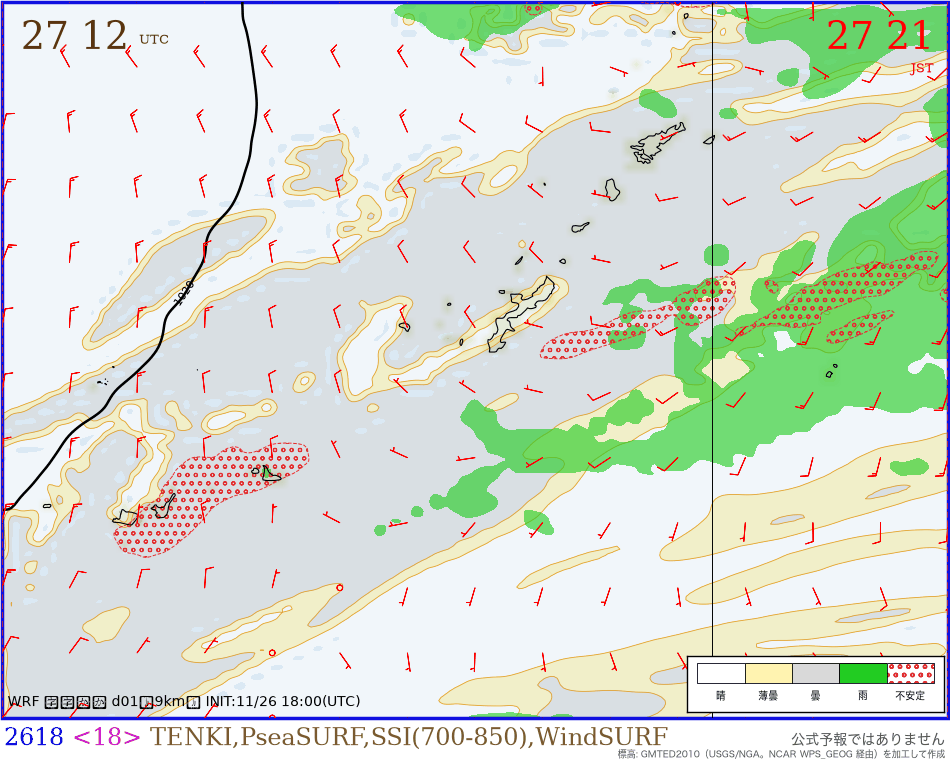 27 12 UTC
27 21
JST
1020
WRF d01 9km INIT:11/26 18:00(UTC)
晴 薄曇 曇 雨 不安定
2618 <18> TENKI,PseaSURF,SSI(700-850),WindSURF
公式予報ではありません
標高: GMTED2010（USGS/NGA。NCAR WPS_GEOG 経由）を加工して作成